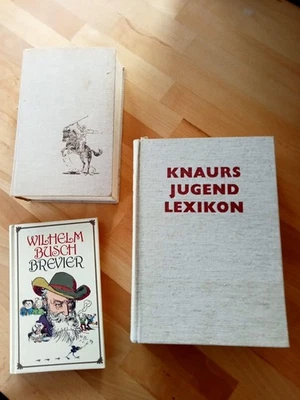 KNAURS
JUGEND
LEXIKON
WILHELM
BUSCH
BREVIER